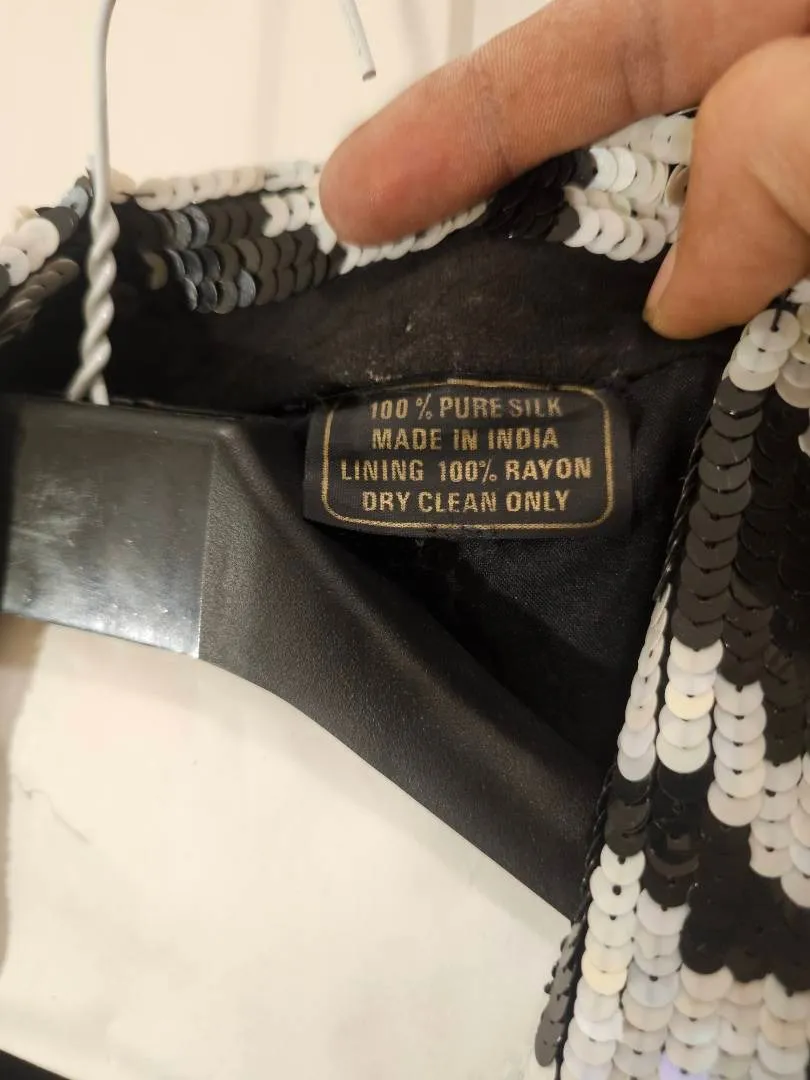 100 % PURE SILK
MADE IN INDIA
LINING 100% RAYON
DRY CLEAN ONLY